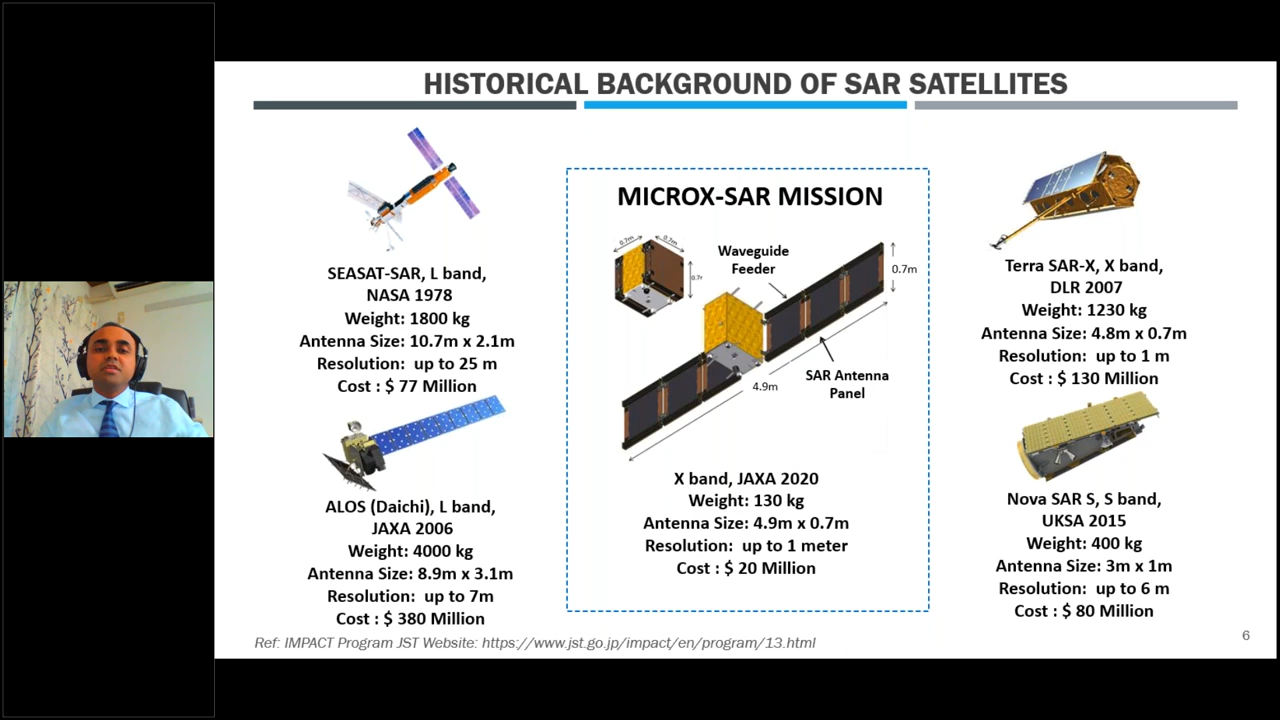 HISTORICAL BACKGROUND OF SAR SATELLITES
SEASAT-SAR, L band,
NASA 1978
Weight: 1800 kg
Antenna Size: 10.7m x 2.1m
Resolution: up to 25 m
Cost : $ 77 Million
ALOS (Daichi), L band,
JAXA 2006
Weight: 4000 kg
Antenna Size: 8.9m x 3.1m
Resolution: up to 7m
Cost : $ 380 Million
MICROX-SAR MISSION
0.7m
0.7m
Waveguide
Feeder
0.7m
4.9m
SAR Antenna
Panel
X band, JAXA 2020
Weight: 130 kg
Antenna Size: 4.9m x 0.7m
Resolution: up to 1 meter
Cost : $ 20 Million
Terra SAR-X, X band,
DLR 2007
Weight: 1230 kg
Antenna Size: 4.8m x 0.7m
Resolution: up to 1 m
Cost : $ 130 Million
Nova SAR S, S band,
UKSA 2015
Weight: 400 kg
Antenna Size: 3m x 1m
Resolution: up to 6 m
Cost : $ 80 Million
Ref: IMPACT Program JST Website: https://www.jst.go.jp/impact/en/program/13.html
6